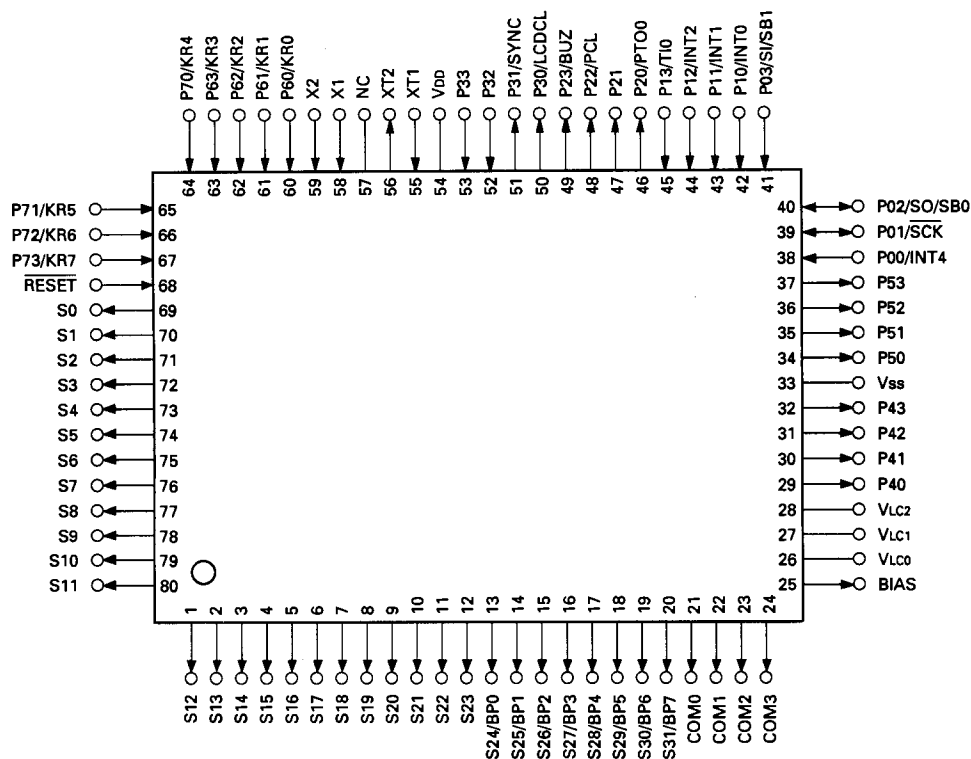 P70/KR4
P63/KR3
P62/KR2
P61/KR1
P60/KR0
X2
X1
NC
XT2
XT1
VDD
P33
P32
P31/SYNC
P30/LCDCL
P23/BUZ
P22/PCL
P21
P20/PTO0
P13/TI0
P12/INT2
P11/INT1
P10/INT0
P03/SI/SB1
64 63 62 61 60 59 58 57 56 55 54 53 52 51 50 49 48 47 46 45 44 43 42 41
P71/KR5 65
P72/KR6 66
P73/KR7 67
RESET 68
S0 69
S1 70
S2 71
S3 72
S4 73
S5 74
S6 75
S7 76
S8 77
S9 78
S10 79
S11 80
40 P02/SO/SB0
39 P01/SCK
38 P00/INT4
37 P53
36 P52
35 P51
34 P50
33 VSS
32 P43
31 P42
30 P41
29 P40
28 VLC2
27 VLC1
26 VLC0
25 BIAS
1 2 3 4 5 6 7 8 9 10 11 12 13 14 15 16 17 18 19 20 21 22 23 24
S12
S13
S14
S15
S16
S17
S18
S19
S20
S21
S22
S23
S24/BP0
S25/BP1
S26/BP2
S27/BP3
S28/BP4
S29/BP5
S30/BP6
S31/BP7
COM0
COM1
COM2
COM3